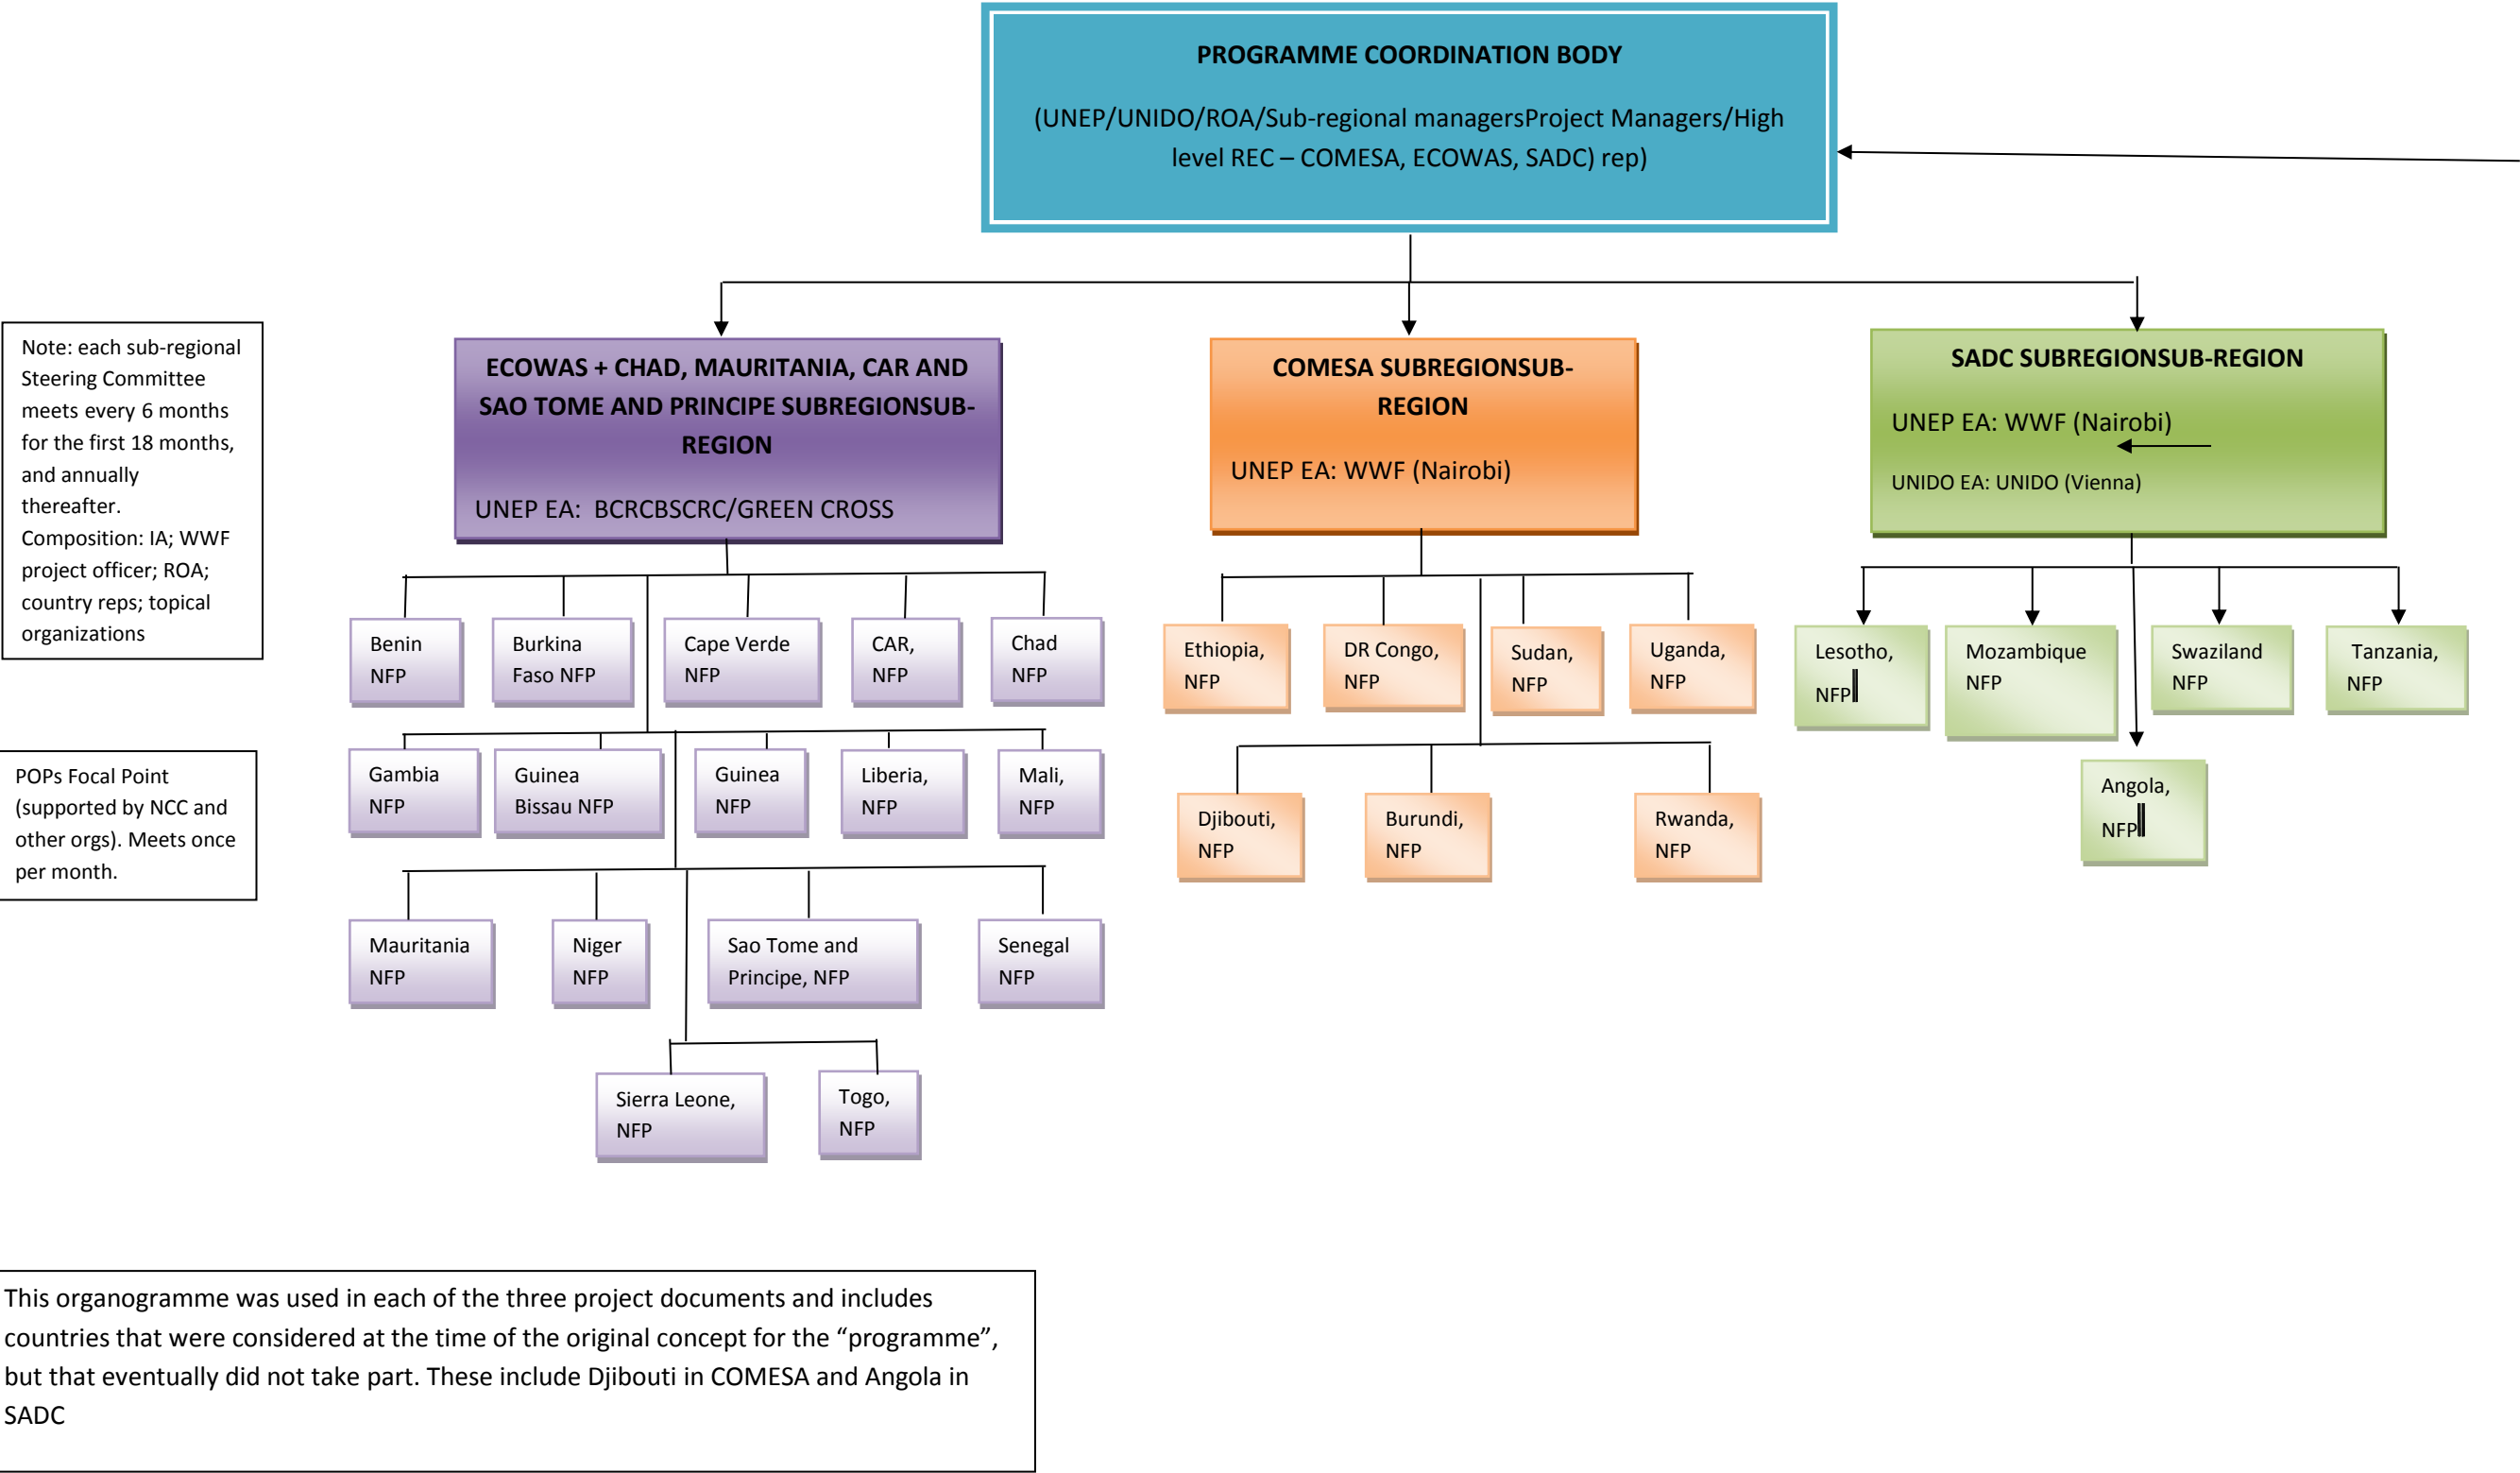 PROGRAMME COORDINATION BODY
(UNEP/UNIDO/ROA/Sub-regional managersProject Managers/High
level REC – COMESA, ECOWAS, SADC) rep)
Note: each sub-regional
Steering Committee
meets every 6 months
for the first 18 months,
and annually
thereafter.
Composition: IA; WWF
project officer; ROA;
country reps; topical
organizations
ECOWAS + CHAD, MAURITANIA, CAR AND
SAO TOME AND PRINCIPE SUBREGIONSUB-
REGION
UNEP EA:  BCRCBSCRC/GREEN CROSS
COMESA SUBREGIONSUB-
REGION
UNEP EA: WWF (Nairobi)
SADC SUBREGIONSUB-REGION
UNEP EA: WWF (Nairobi)
UNIDO EA: UNIDO (Vienna)
Benin
NFP
Burkina
Faso NFP
Cape Verde
NFP
CAR,
NFP
Chad
NFP
Ethiopia,
NFP
DR Congo,
NFP
Sudan,
NFP
Uganda,
NFP
Lesotho,
NFP
Mozambique
NFP
Swaziland
NFP
Tanzania,
NFP
POPs Focal Point
(supported by NCC and
other orgs). Meets once
per month.
Gambia
NFP
Guinea
Bissau NFP
Guinea
NFP
Liberia,
NFP
Mali,
NFP
Djibouti,
NFP
Burundi,
NFP
Rwanda,
NFP
Angola,
NFP
Mauritania
NFP
Niger
NFP
Sao Tome and
Principe, NFP
Senegal
NFP
Sierra Leone,
NFP
Togo,
NFP
This organogramme was used in each of the three project documents and includes
countries that were considered at the time of the original concept for the “programme”,
but that eventually did not take part. These include Djibouti in COMESA and Angola in
SADC